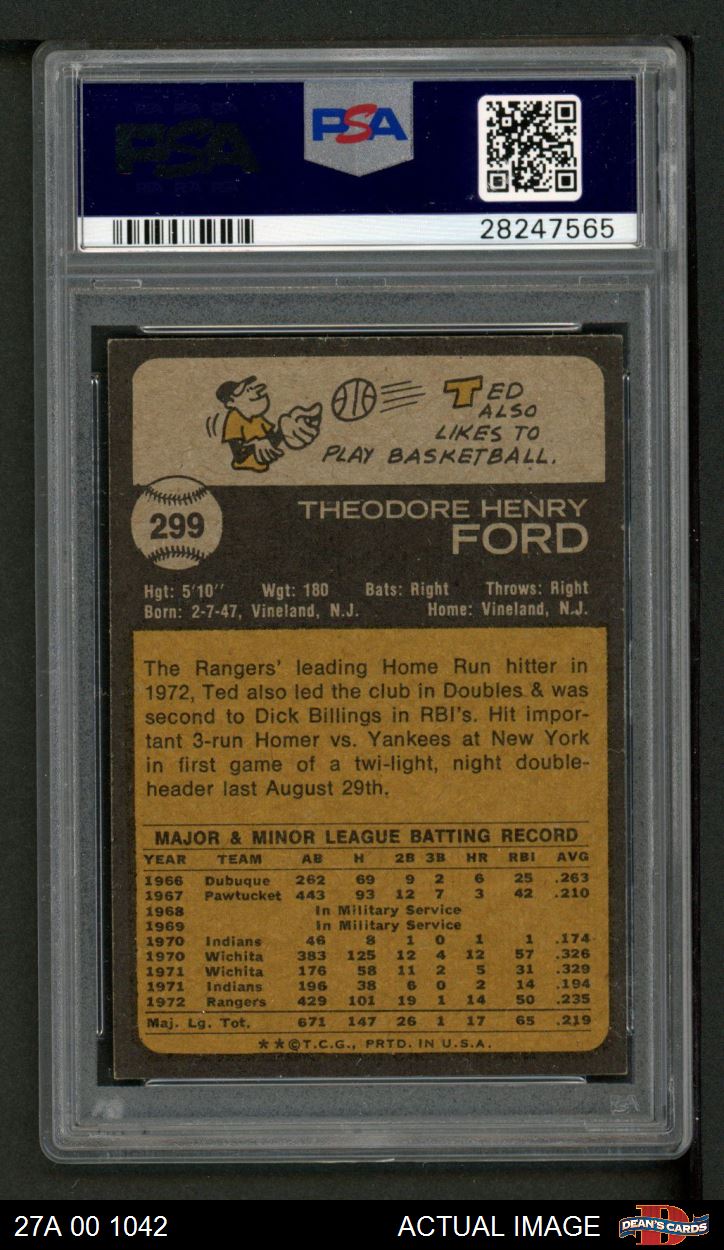 PSA
PSA
28247565
TED
ALSO
LIKES TO
PLAY BASKETBALL.
299
THEODORE HENRY
FORD
Hgt: 5'10" Wgt: 180 Bats: Right Throws: Right
Born: 2-7-47, Vineland, N.J. Home: Vineland, N.J.
The Rangers' leading Home Run hitter in
1972, Ted also led the club in Doubles & was
second to Dick Billings in RBI's. Hit impor-
tant 3-run Homer vs. Yankees at New York
in first game of a twi-light, night double-
header last August 29th.
MAJOR & MINOR LEAGUE BATTING RECORD
YEAR TEAM AB H 2B 3B HR RBI AVG
1966 Dubuque 262 69 9 2 6 25 .263
1967 Pawtucket 443 93 12 7 3 42 .210
1968 In Military Service
1969 In Military Service
1970 Indians 46 8 1 0 1 1 .174
1970 Wichita 383 125 12 4 12 57 .326
1971 Wichita 176 58 11 2 5 31 .329
1971 Indians 196 38 6 0 2 14 .194
1972 Rangers 429 101 19 1 14 50 .235
Maj. Lg. Tot. 671 147 26 1 17 65 .219
**©T.C.G., PRTD. IN U.S.A.
27A 00 1042 ACTUAL IMAGE DEAN'S CARDS